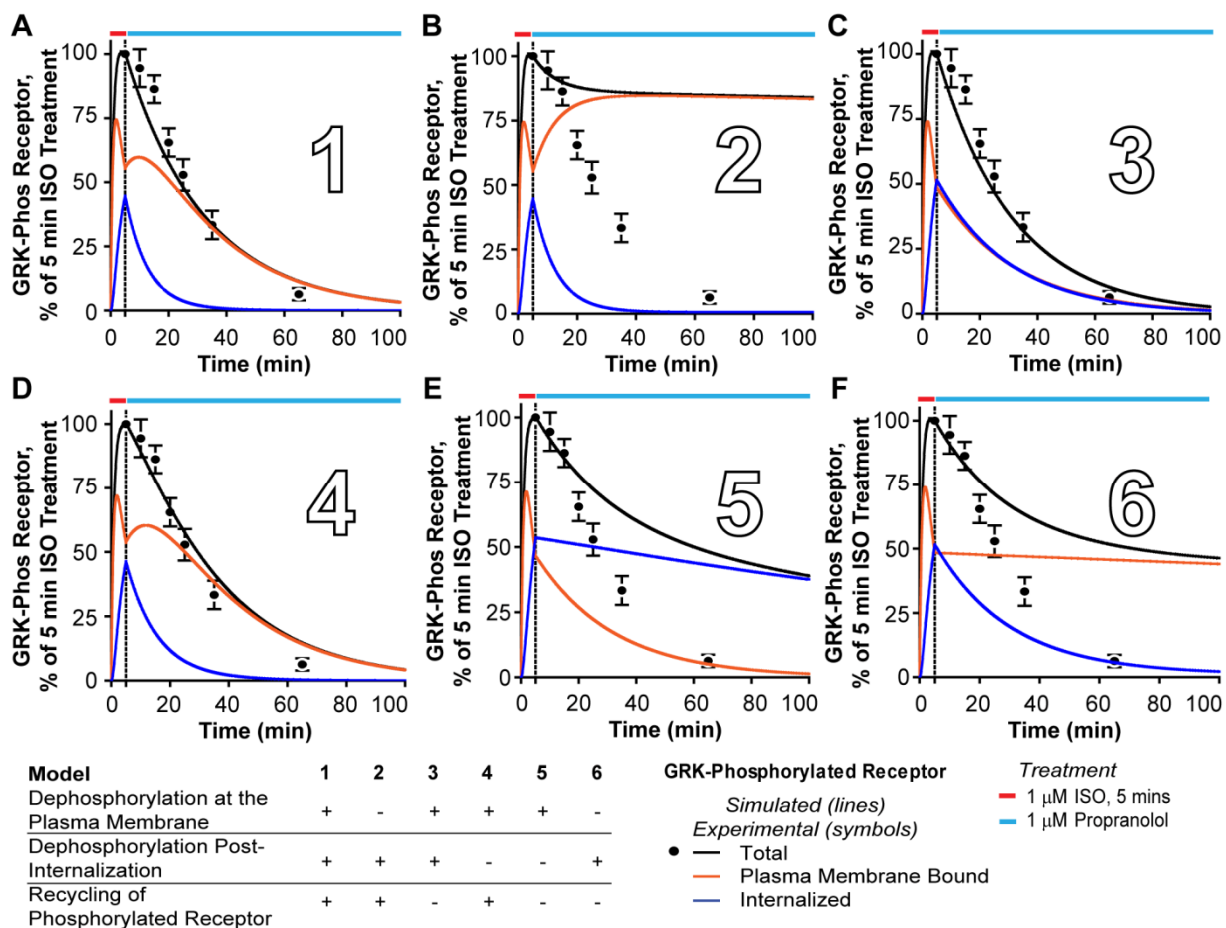 A
GRK-Phos Receptor,
% of 5 min ISO Treatment
100
75
50
25
0
1
0 20 40 60 80 100
Time (min)
B
GRK-Phos Receptor,
% of 5 min ISO Treatment
100
75
50
25
0
2
0 20 40 60 80 100
Time (min)
C
GRK-Phos Receptor,
% of 5 min ISO Treatment
100
75
50
25
0
3
0 20 40 60 80 100
Time (min)
D
GRK-Phos Receptor,
% of 5 min ISO Treatment
100
75
50
25
0
4
0 20 40 60 80 100
Time (min)
E
GRK-Phos Receptor,
% of 5 min ISO Treatment
100
75
50
25
0
5
0 20 40 60 80 100
Time (min)
F
GRK-Phos Receptor,
% of 5 min ISO Treatment
100
75
50
25
0
6
0 20 40 60 80 100
Time (min)
Model 1 2 3 4 5 6
Dephosphorylation at the
Plasma Membrane + - + + + -
Dephosphorylation Post-
Internalization + + + - - +
Recycling of
Phosphorylated Receptor + + - + - -
GRK-Phosphorylated Receptor
Simulated (lines)
Experimental (symbols)
Total
Plasma Membrane Bound
Internalized
Treatment
1 μM ISO, 5 mins
1 μM Propranolol